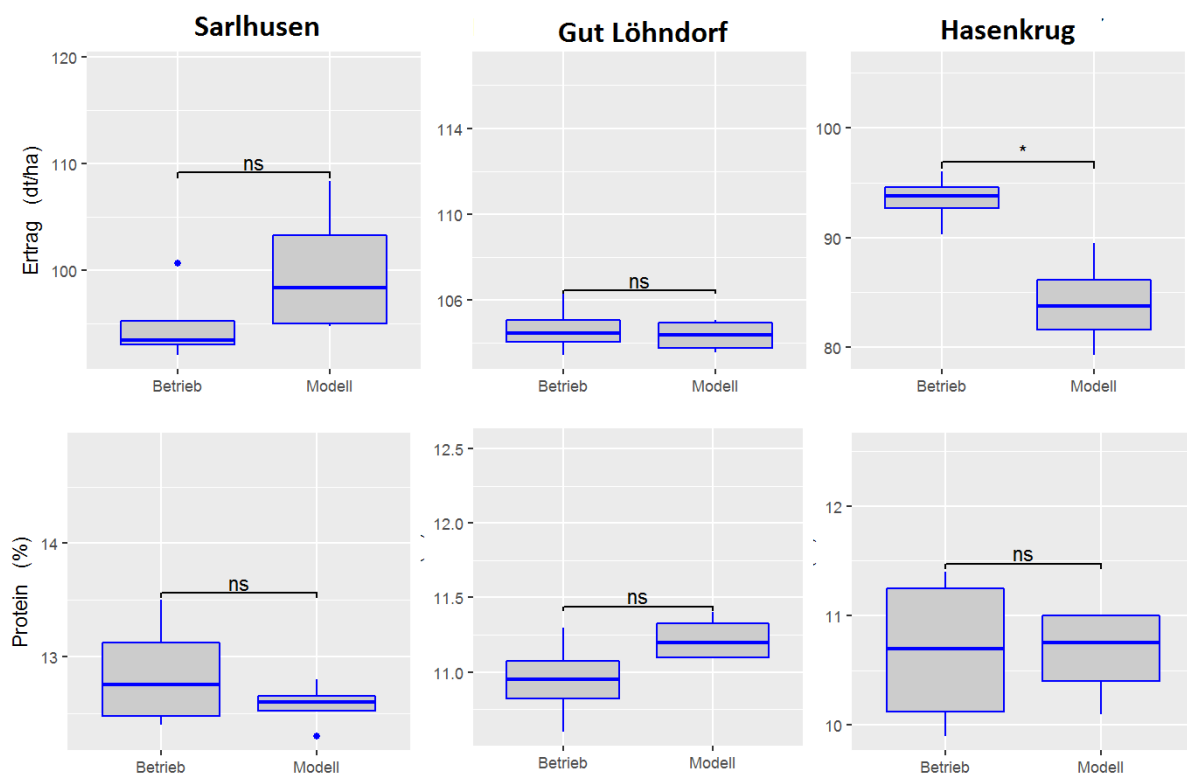 Sarlhusen
Gut Löhndorf
Hasenkrug
Ertrag (dt/ha)
120
110
100
ns
Betrieb
Modell
114
110
106
ns
Betrieb
Modell
100
90
80
*
Betrieb
Modell
Protein (%)
14
13
ns
Betrieb
Modell
12.5
12.0
11.5
11.0
ns
Betrieb
Modell
12
11
10
ns
Betrieb
Modell